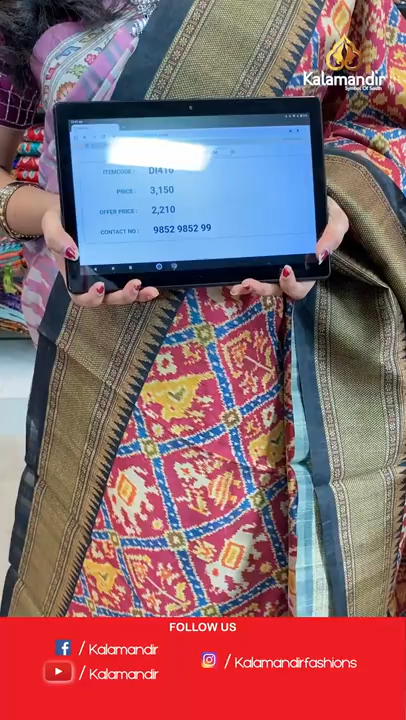 Kalamandir
Symbol Of South
ITEMCODE : DI410
PRICE : 3,150
OFFER PRICE : 2,210
CONTACT NO : 9852 9852 99
FOLLOW US
/ Kalamandir
/ Kalamandirfashions
/ Kalamandir